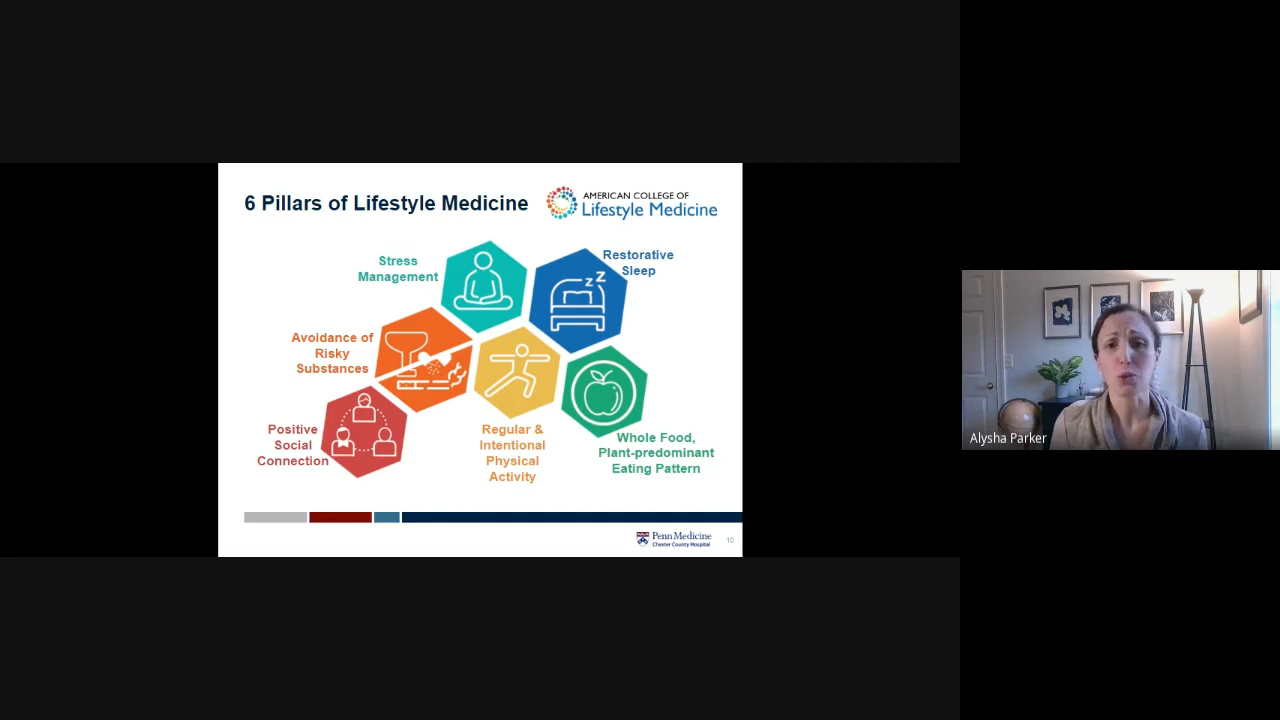 6 Pillars of Lifestyle Medicine
AMERICAN COLLEGE OF
Lifestyle Medicine
Stress
Management
Restorative
Sleep
z Z
Avoidance of
Risky
Substances
Positive
Social
Connection
Regular &
Intentional
Physical
Activity
Whole Food,
Plant-predominant
Eating Pattern
Penn Medicine
Chester County Hospital
10
Alysha Parker